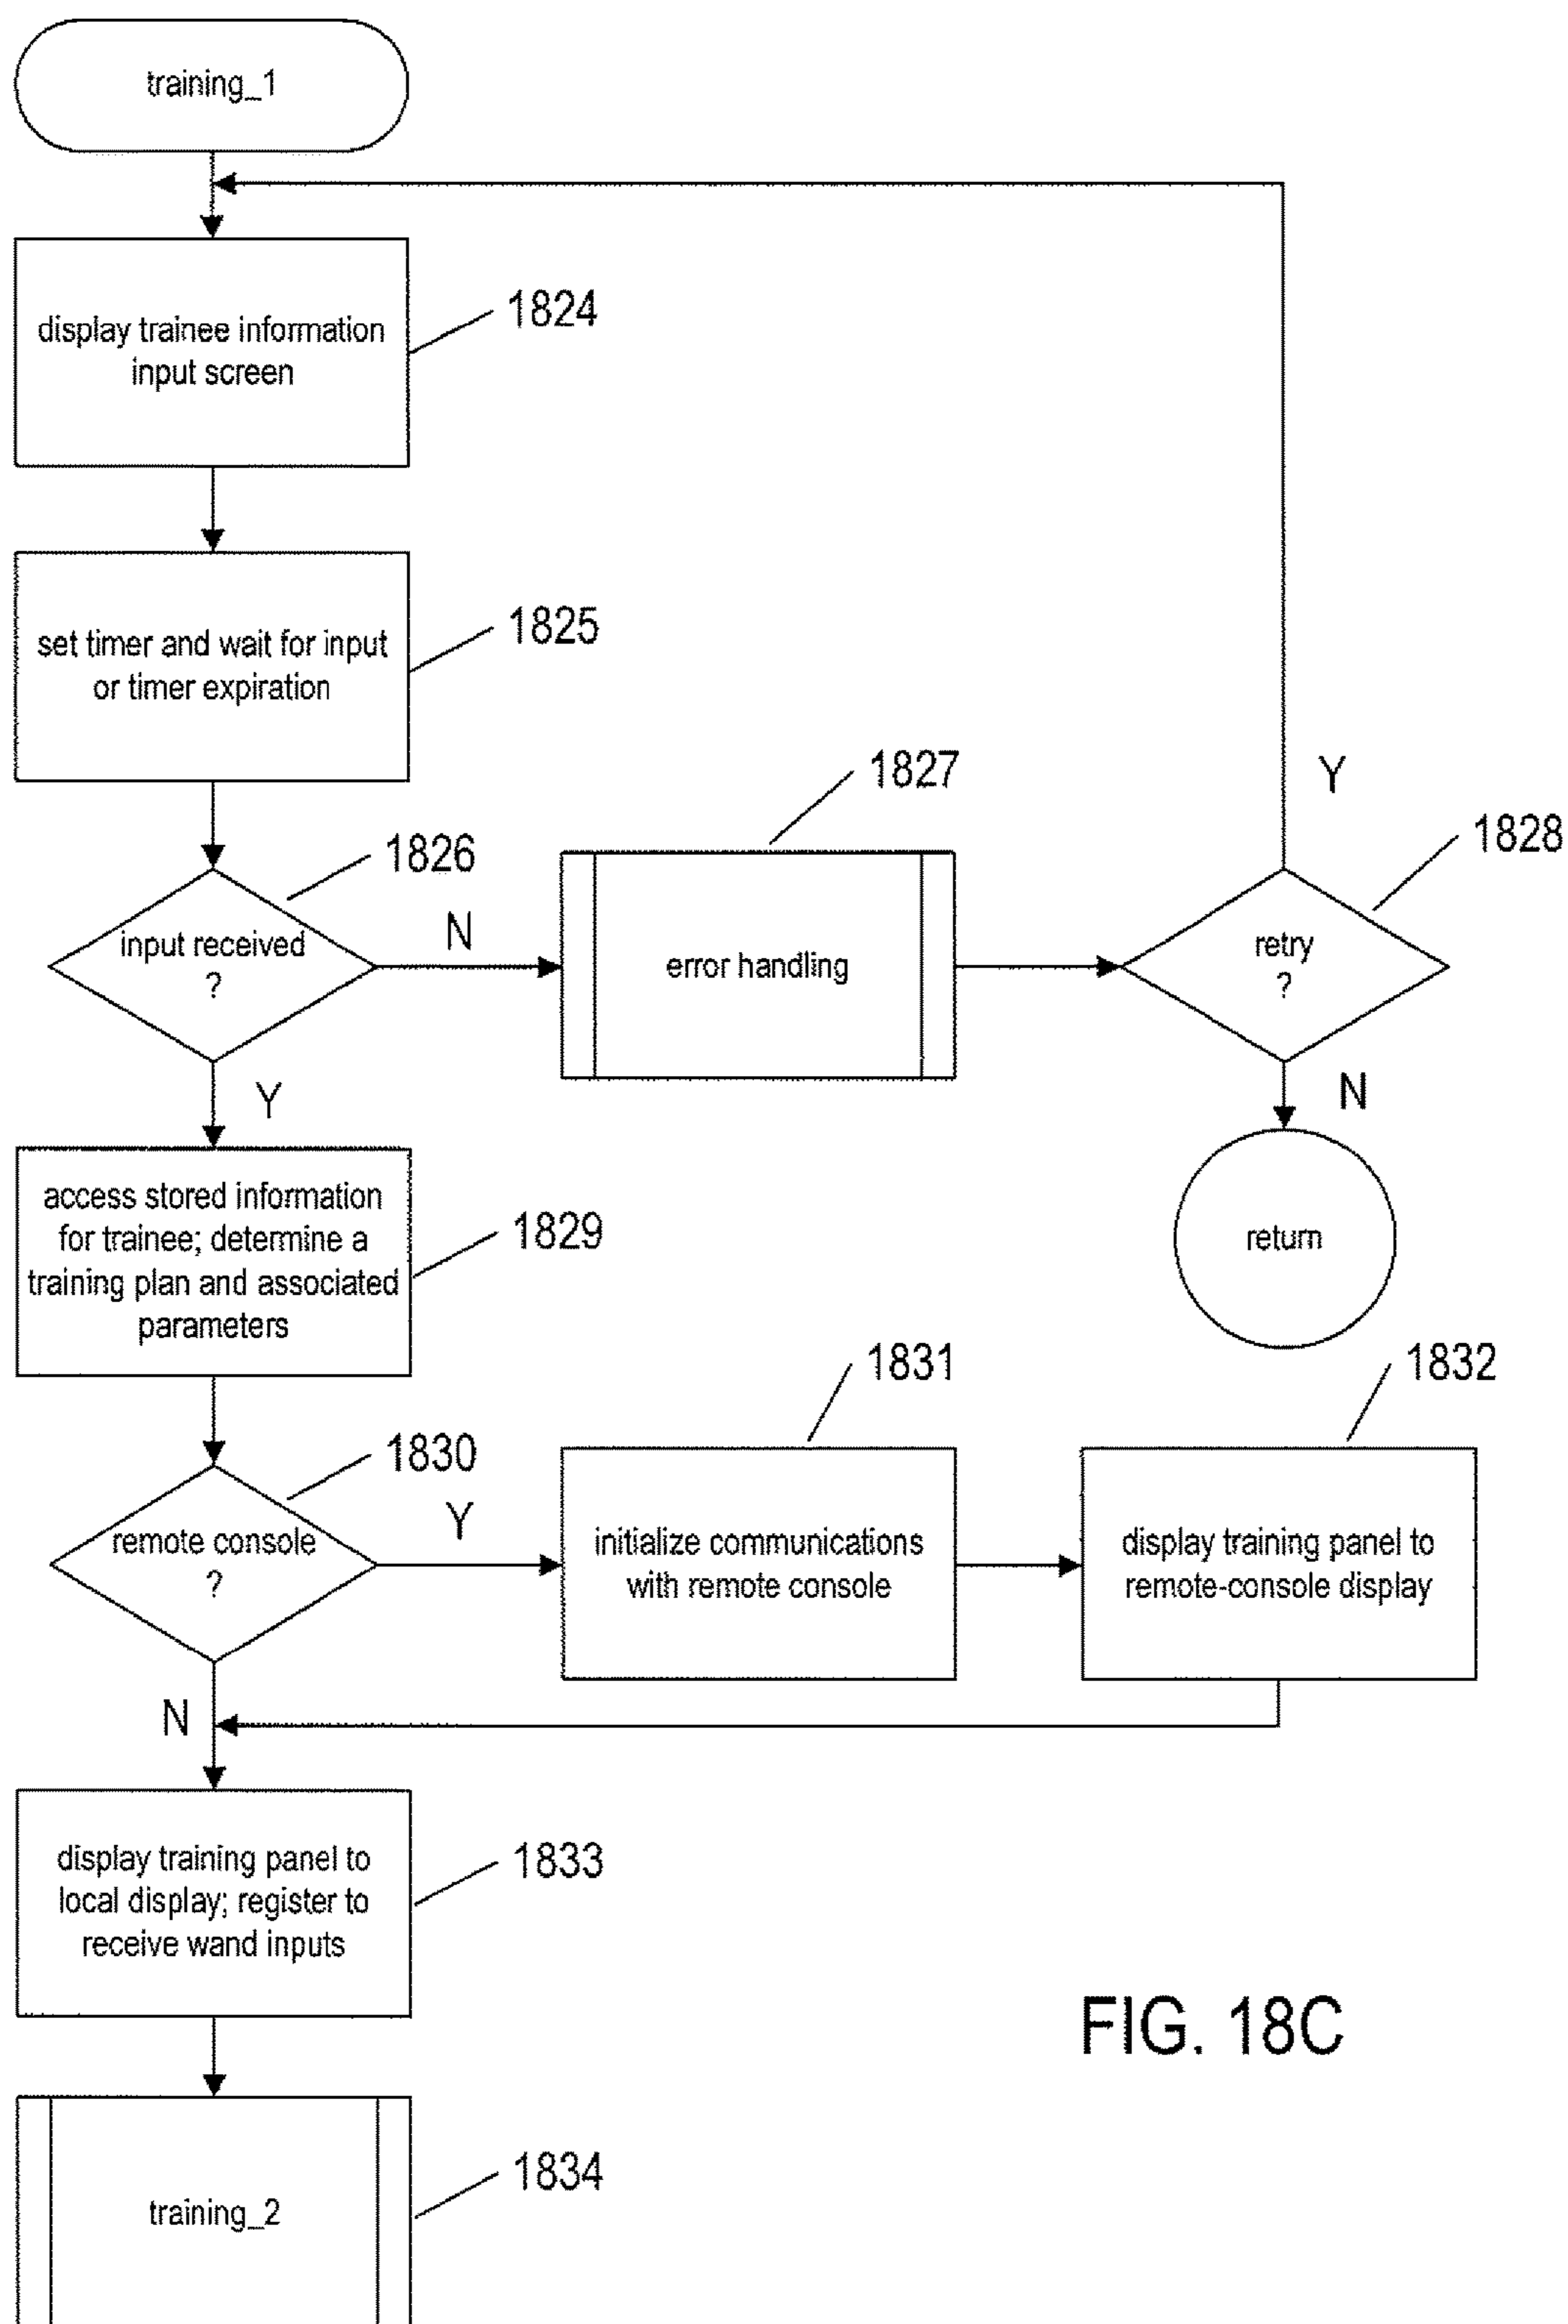 training_1
display trainee information
input screen
1824
set timer and wait for input
or timer expiration
1825
input received
?
1826
N
Y
error handling
1827
retry
?
1828
Y
N
return
access stored information
for trainee; determine a
training plan and associated
parameters
1829
remote console
?
1830
Y
N
initialize communications
with remote console
1831
display training panel to
remote-console display
1832
display training panel to
local display; register to
receive wand inputs
1833
training_2
1834
FIG. 18C